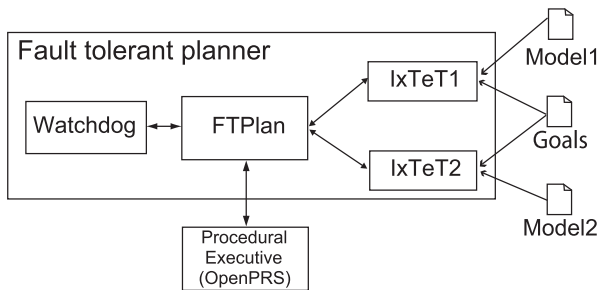 Fault tolerant planner
Watchdog
FTPlan
IxTeT1
IxTeT2
Model1
Goals
Model2
Procedural
Executive
(OpenPRS)